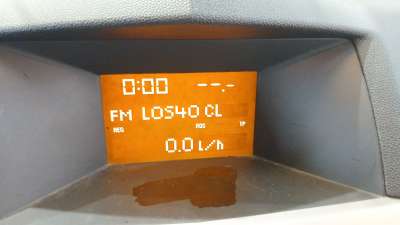 0:00 --.-
FM LOS40 CL
REG RDS TP
0.0 l/h